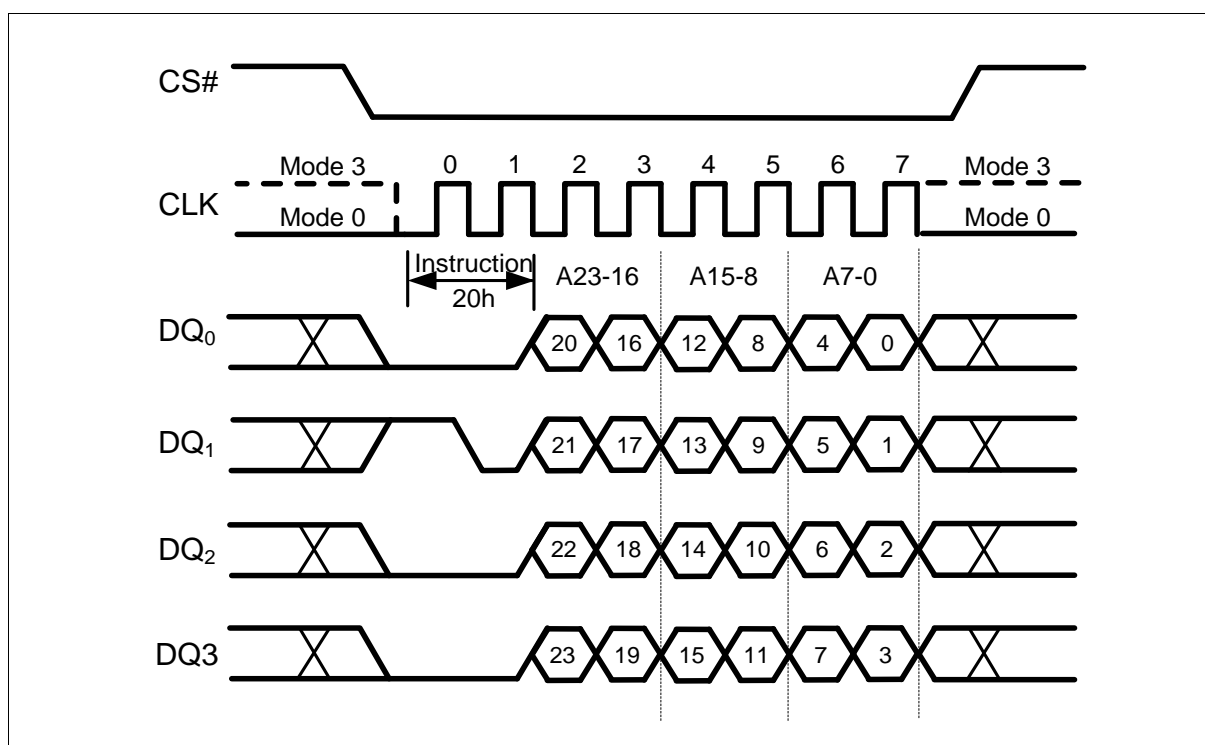 CS#
Mode 3 0 1 2 3 4 5 6 7 Mode 3
CLK
Mode 0 Mode 0
Instruction A23-16 A15-8 A7-0
20h
DQ0 20 16 12 8 4 0
DQ1 21 17 13 9 5 1
DQ2 22 18 14 10 6 2
DQ3 23 19 15 11 7 3